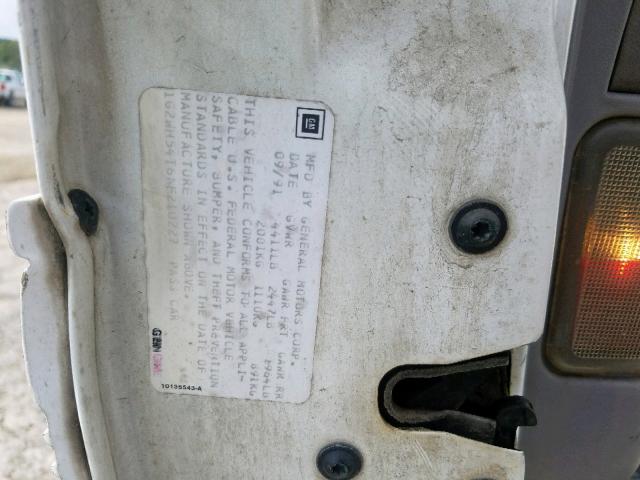 GM
MFD BY GENERAL MOTORS CORP.
DATE GVWR GAWR FRT GAWR RR
09/91 4411LB 2447LB 1964LB
2001KG 1110KG 891KG
THIS VEHICLE CONFORMS TO ALL APPLI-
CABLE U.S. FEDERAL MOTOR VEHICLE
SAFETY, BUMPER, AND THEFT PREVENTION
STANDARDS IN EFFECT ON THE DATE OF
MANUFACTURE SHOWN ABOVE.
PASS CAR
10135543-A